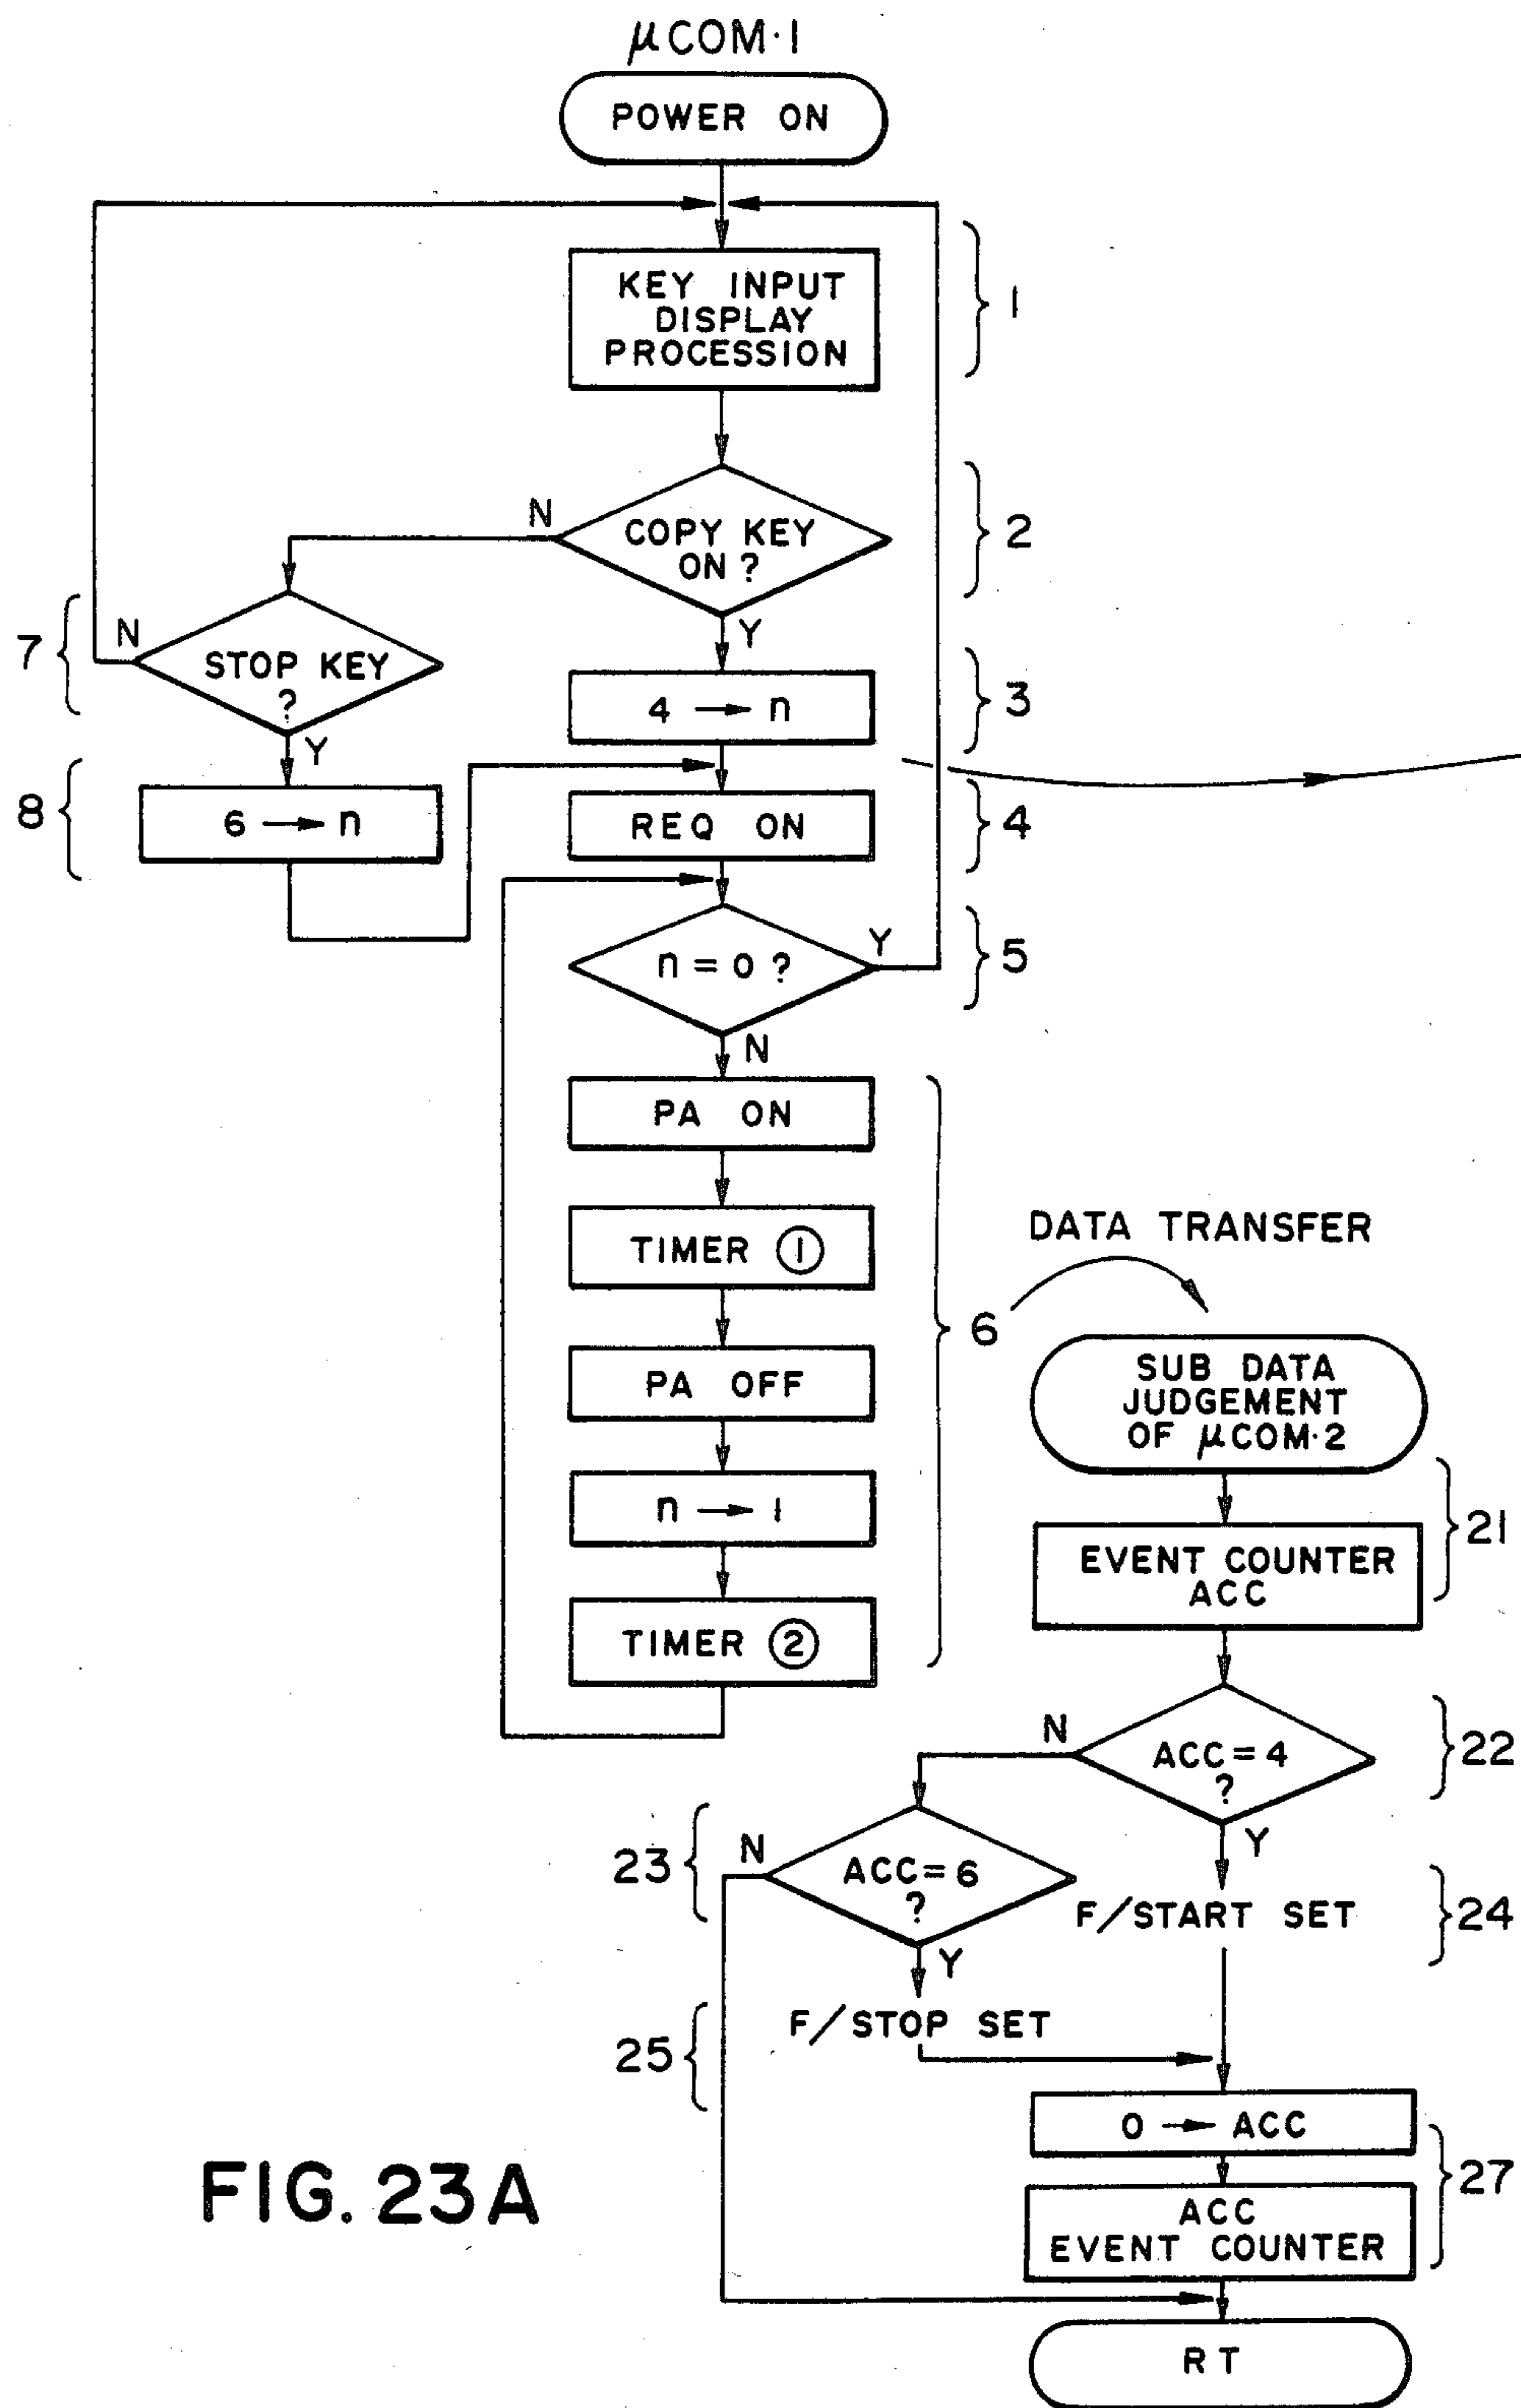 μCOM·1
POWER ON
KEY INPUT
DISPLAY
PROCESSION
1
COPY KEY
ON ?
N
Y
2
STOP KEY
?
N
Y
7
4 → n
3
6 → n
8
REQ ON
4
n = 0 ?
Y
N
5
PA ON
TIMER ①
PA OFF
n → 1
TIMER ②
6
DATA TRANSFER
SUB DATA
JUDGEMENT
OF μCOM·2
EVENT COUNTER
ACC
21
ACC = 4
?
N
Y
22
ACC = 6
?
N
Y
23
F/START SET
24
F/STOP SET
25
0 → ACC
ACC
EVENT COUNTER
27
RT
FIG. 23A